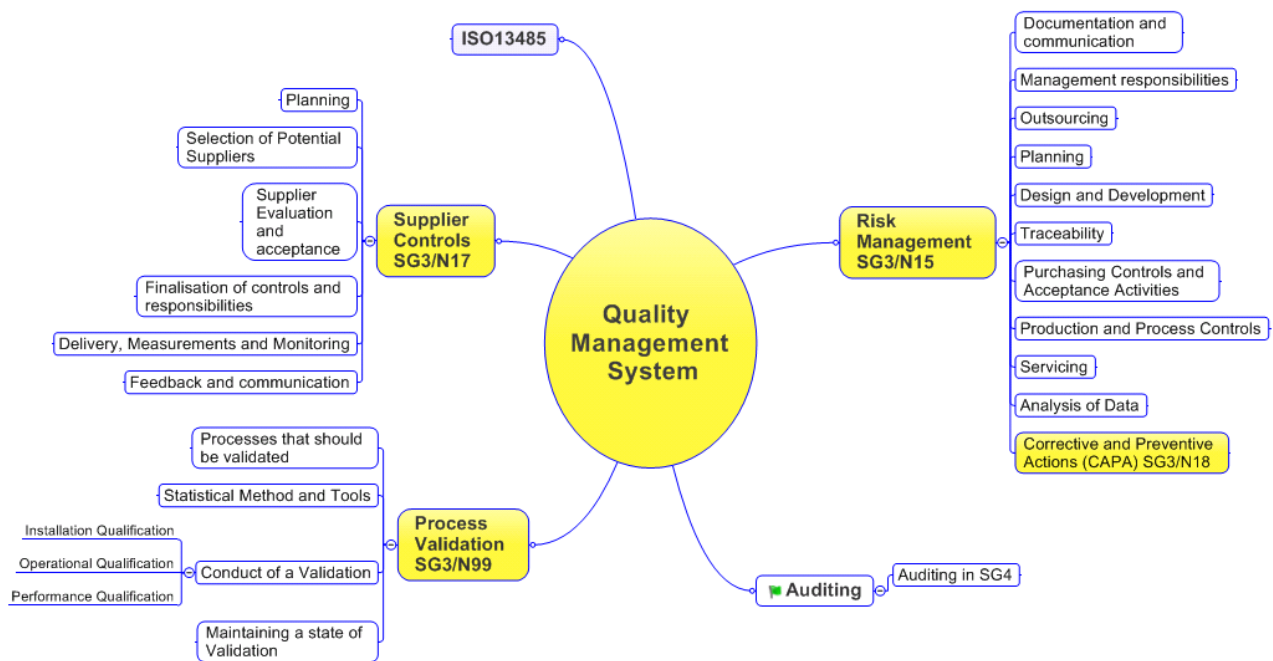 ISO13485
Planning
Selection of Potential
Suppliers
Supplier
Evaluation
and
acceptance
Finalisation of controls and
responsibilities
Delivery, Measurements and Monitoring
Feedback and communication
Supplier
Controls
SG3/N17
Processes that should
be validated
Statistical Method and Tools
Installation Qualification
Operational Qualification
Performance Qualification
Conduct of a Validation
Maintaining a state of
Validation
Process
Validation
SG3/N99
Quality
Management
System
Risk
Management
SG3/N15
Documentation and
communication
Management responsibilities
Outsourcing
Planning
Design and Development
Traceability
Purchasing Controls and
Acceptance Activities
Production and Process Controls
Servicing
Analysis of Data
Corrective and Preventive
Actions (CAPA) SG3/N18
Auditing
Auditing in SG4